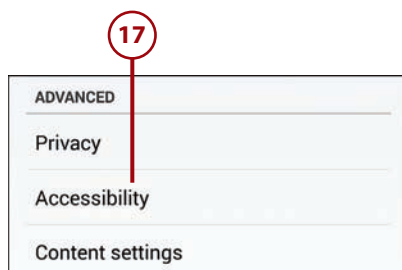 17
ADVANCED
Privacy
Accessibility
Content settings